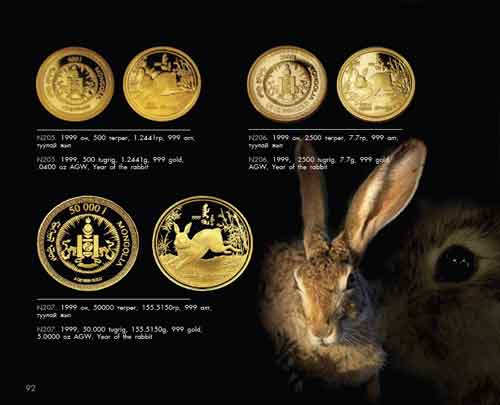 N205. 1999 он, 500 төгрөг, 1.2441гр, 999 алт,
туулай жил
N205. 1999, 500 tugrig, 1.2441g, 999 gold,
.0400 oz AGW, Year of the rabbit
N206. 1999 он, 2500 төгрөг, 7.7гр, 999 алт,
туулай жил
N206. 1999, 2500 tugrig, 7.7g, 999 gold
AGW, Year of the rabbit
50 000 ₮
MONGOLIA
1999
N207. 1999 он, 50000 төгрөг, 155.5150гр, 999 алт,
туулай жил
N207. 1999, 50.000 tugrig, 155.5150g, 999 gold,
5.0000 oz AGW, Year of the rabbit
92